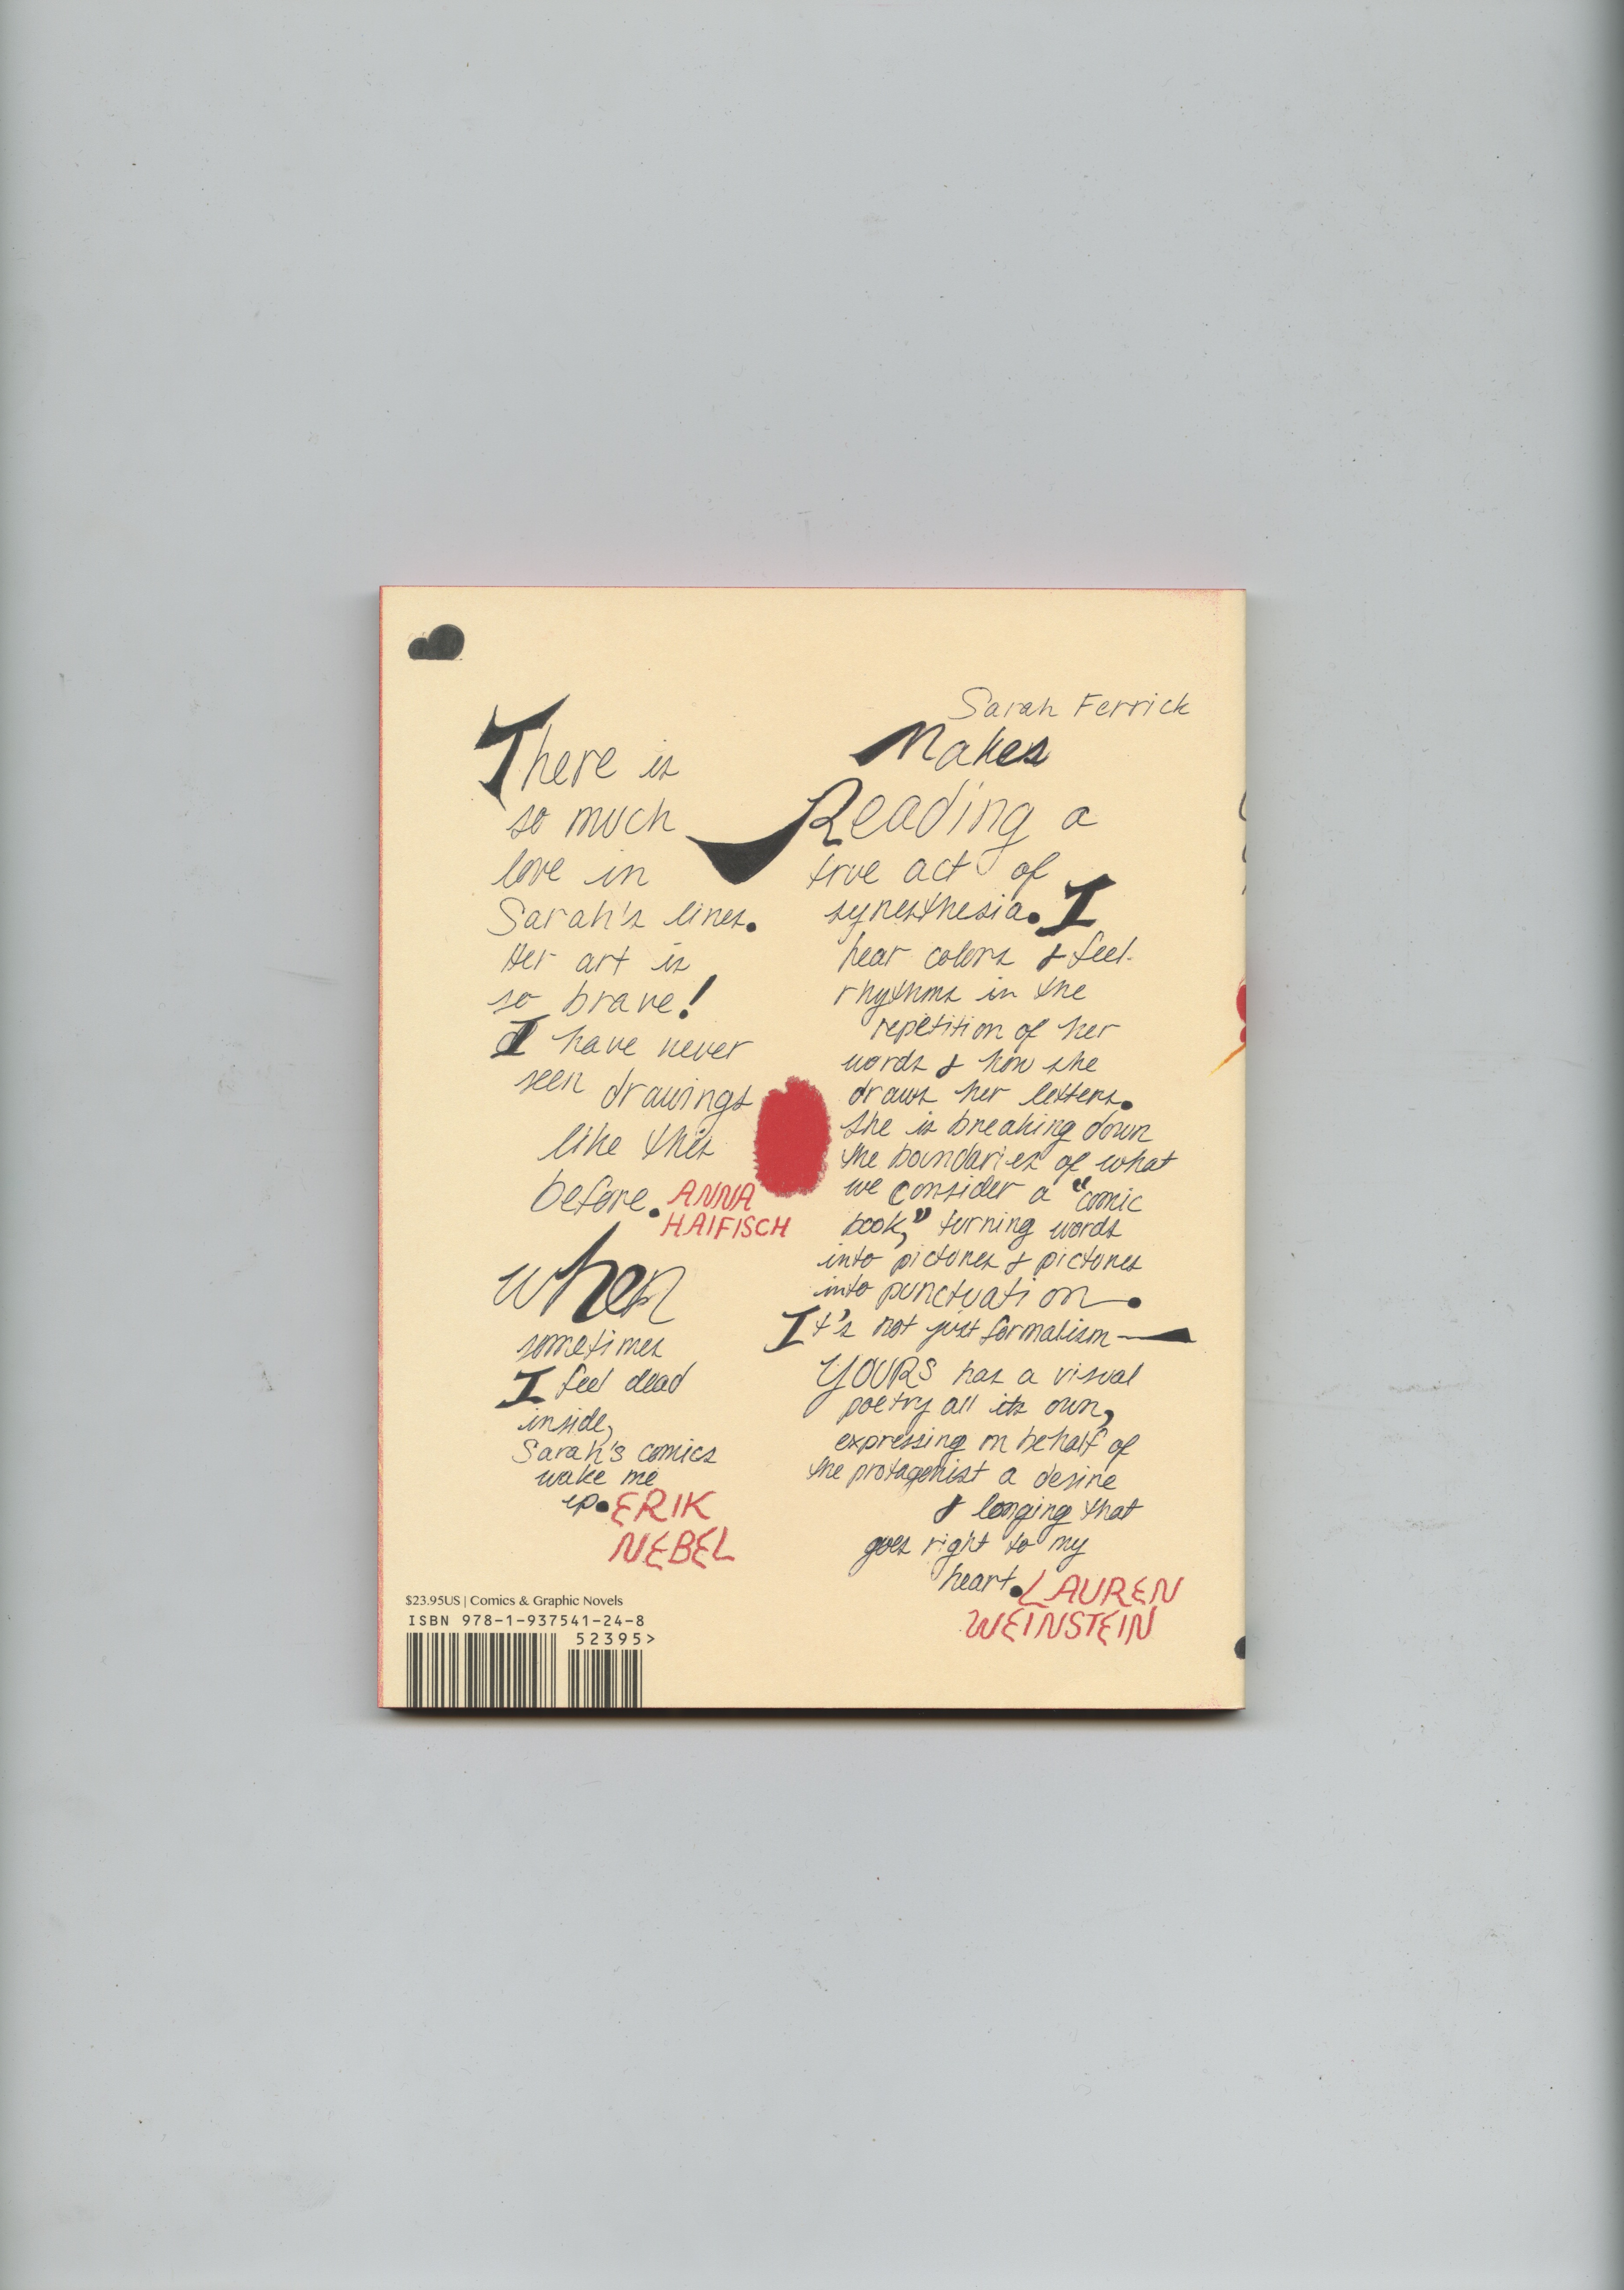 There is
so much
love in
Sarah's lines.
Her art is
so brave!
I have never
seen drawings
like this
before. ANNA
HAIFISCH
when
sometimes
I feel dead
inside,
Sarah's comics
wake me
up. ERIK
NEBEL
Sarah Ferrick
Makes
Reading a
true act of
synesthesia. I
hear colors & feel
rhythms in the
repetition of her
words & how she
draws her letters.
She is breaking down
the boundaries of what
we consider a "comic
book," turning words
into pictures & pictures
into punctuation.
It's not just formalism—
YOURS has a visual
poetry all its own,
expressing on behalf of
the protagonist a desire
& longing that
goes right to my
heart. LAUREN
WEINSTEIN
$23.95US | Comics & Graphic Novels
ISBN 978-1-937541-24-8
52395>